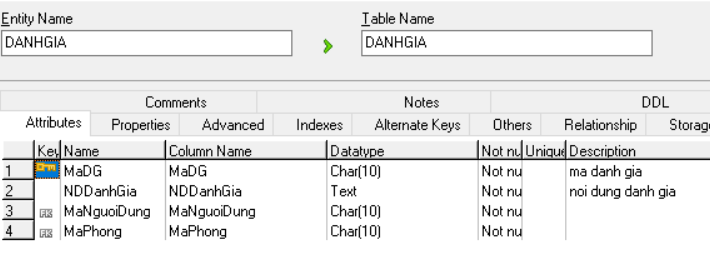 Entity Name Table Name
DANHGIA DANHGIA
Comments Notes DDL
Attributes Properties Advanced Indexes Alternate Keys Others Relationship Storage
Key Name Column Name Datatype Not nu Unique Description
1 MaDG MaDG Char(10) Not nu ma danh gia
2 NDDanhGia NDDanhGia Text Not nu noi dung danh gia
3 MaNguoiDung MaNguoiDung Char(10) Not nu
4 MaPhong MaPhong Char(10) Not nu